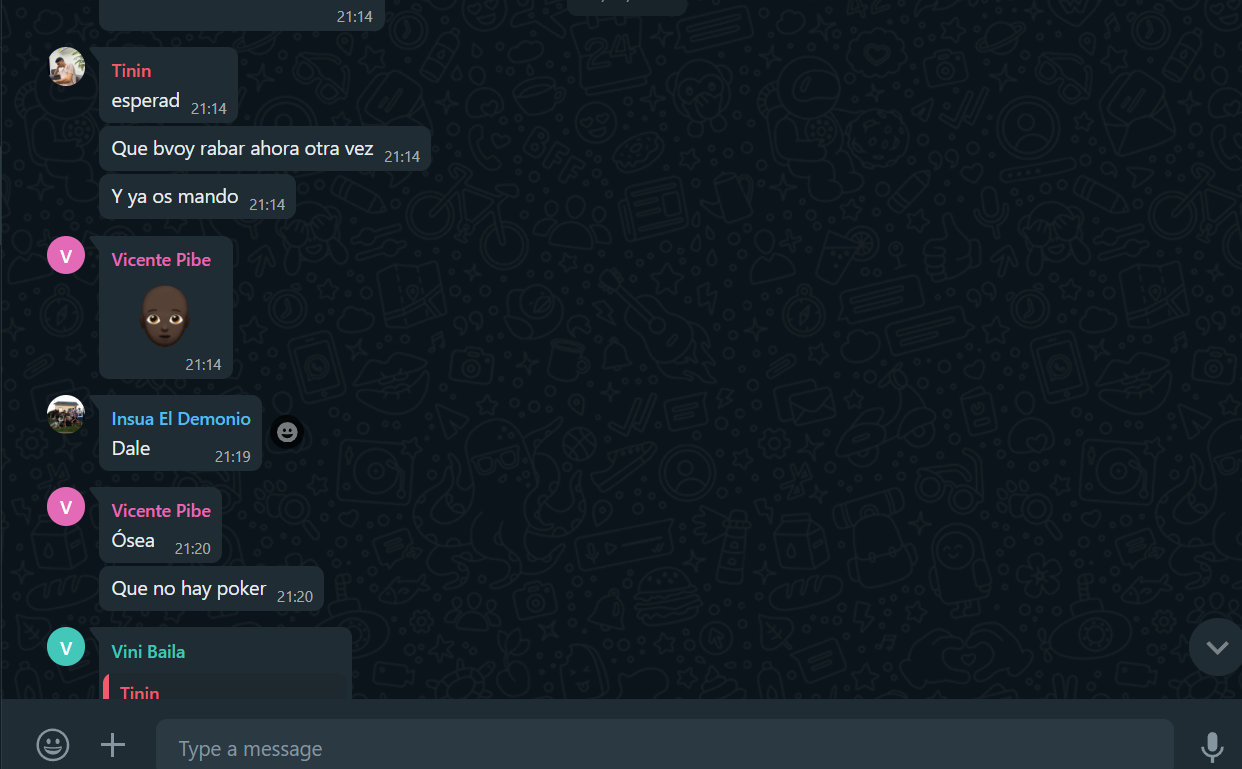 21:14
Tinin
esperad 21:14
Que bvoy rabar ahora otra vez 21:14
Y ya os mando 21:14
V Vicente Pibe
21:14
Insua El Demonio
Dale 21:19
V Vicente Pibe
Ósea 21:20
Que no hay poker 21:20
V Vini Baila
Tinin
Type a message